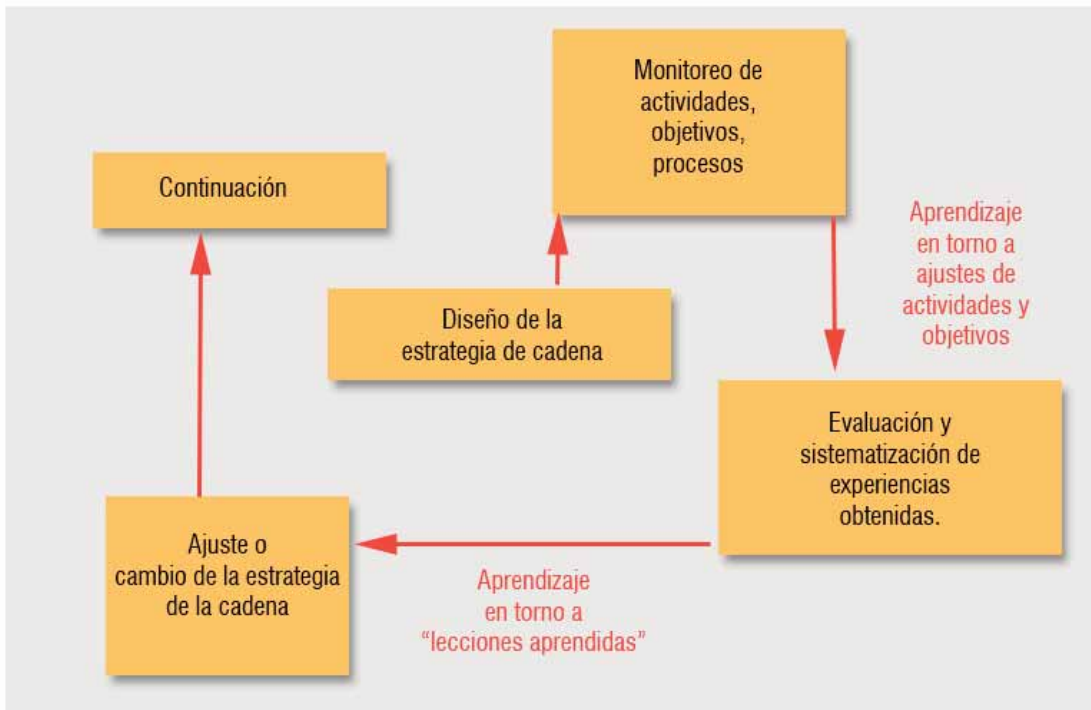 Monitoreo de
actividades,
objetivos,
procesos
Continuación
Aprendizaje
en torno a
ajustes de
actividades y
objetivos
Diseño de la
estrategia de cadena
Evaluación y
sistematización de
experiencias
obtenidas.
Ajuste o
cambio de la estrategia
de la cadena
Aprendizaje
en torno a
“lecciones aprendidas”